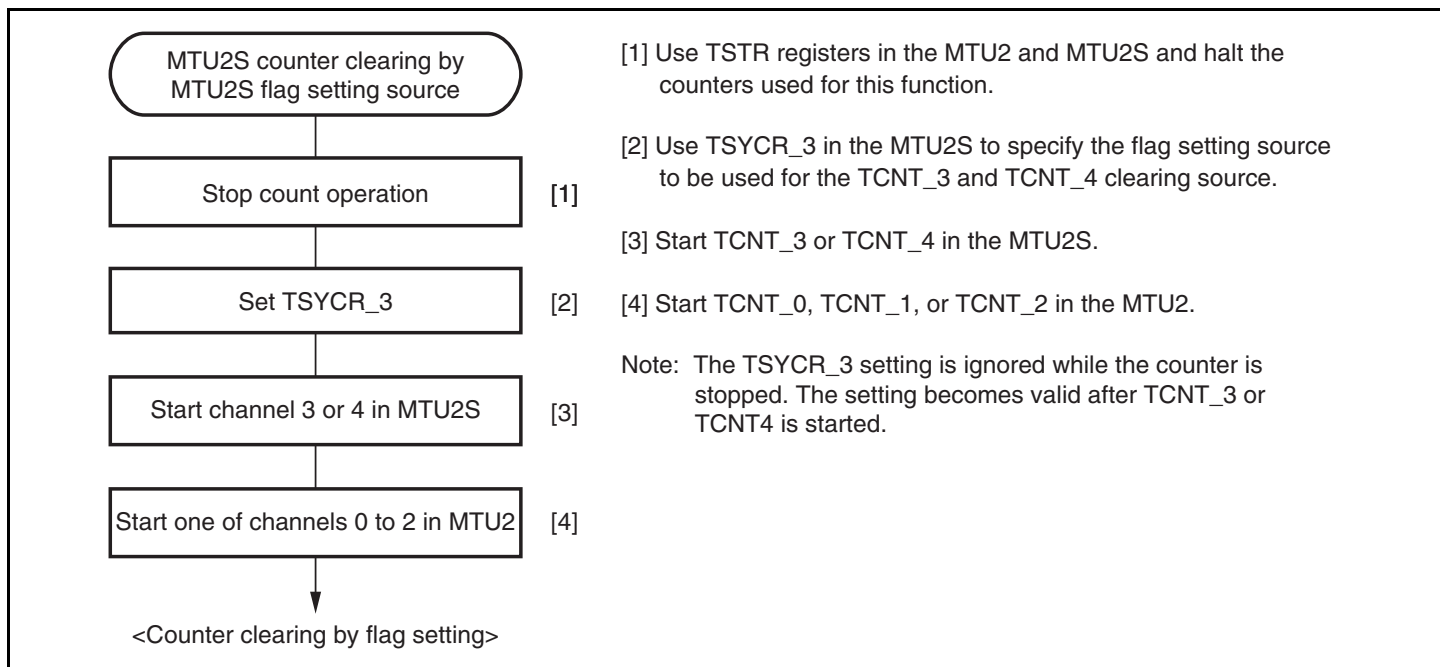 MTU2S counter clearing by
MTU2S flag setting source
Stop count operation
[1]
Set TSYCR_3
[2]
Start channel 3 or 4 in MTU2S
[3]
Start one of channels 0 to 2 in MTU2
[4]
<Counter clearing by flag setting>
[1] Use TSTR registers in the MTU2 and MTU2S and halt the
counters used for this function.
[2] Use TSYCR_3 in the MTU2S to specify the flag setting source
to be used for the TCNT_3 and TCNT_4 clearing source.
[3] Start TCNT_3 or TCNT_4 in the MTU2S.
[4] Start TCNT_0, TCNT_1, or TCNT_2 in the MTU2.
Note: The TSYCR_3 setting is ignored while the counter is
stopped. The setting becomes valid after TCNT_3 or
TCNT4 is started.